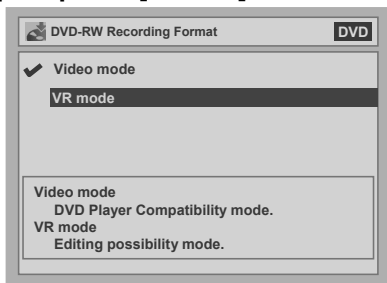 DVD-RW Recording Format DVD
Video mode
VR mode
Video mode
DVD Player Compatibility mode.
VR mode
Editing possibility mode.